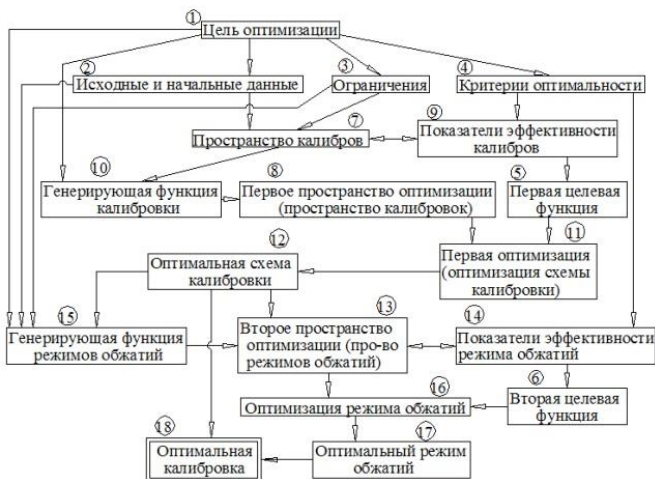 1
Цель оптимизации
2
Исходные и начальные данные
3
Ограничения
4
Критерии оптимальности
7
Пространство калибров
9
Показатели эффективности
калибров
10
Генерирующая функция
калибровки
8
Первое пространство оптимизации
(пространство калибровок)
5
Первая целевая
функция
12
Оптимальная схема
калибровки
11
Первая оптимизация
(оптимизация схемы
калибровки)
15
Генерирующая функция
режимов обжатий
13
Второе пространство
оптимизации (про-во
режимов обжатий)
14
Показатели эффективности
режима обжатий
16
Оптимизация режима обжатий
6
Вторая целевая
функция
18
Оптимальная
калибровка
17
Оптимальный режим
обжатий